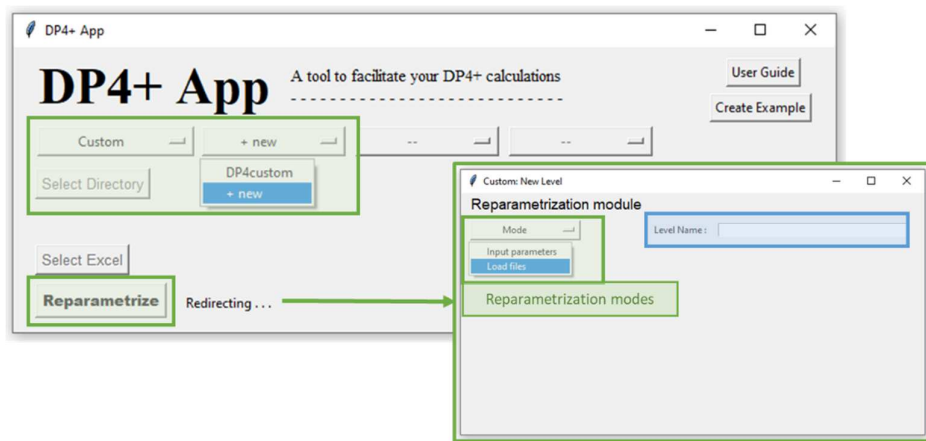 DP4+ App
DP4+ App
A tool to facilitate your DP4+ calculations
- - - - - - - - - - - - - - - - - - - - - - - - - - - -
User Guide
Create Example
Custom
+ new
--
--
DP4custom
+ new
Select Directory
Select Excel
Reparametrize
Redirecting . . .
Custom: New Level
Reparametrization module
Mode
Level Name :
Input parameters
Load files
Reparametrization modes